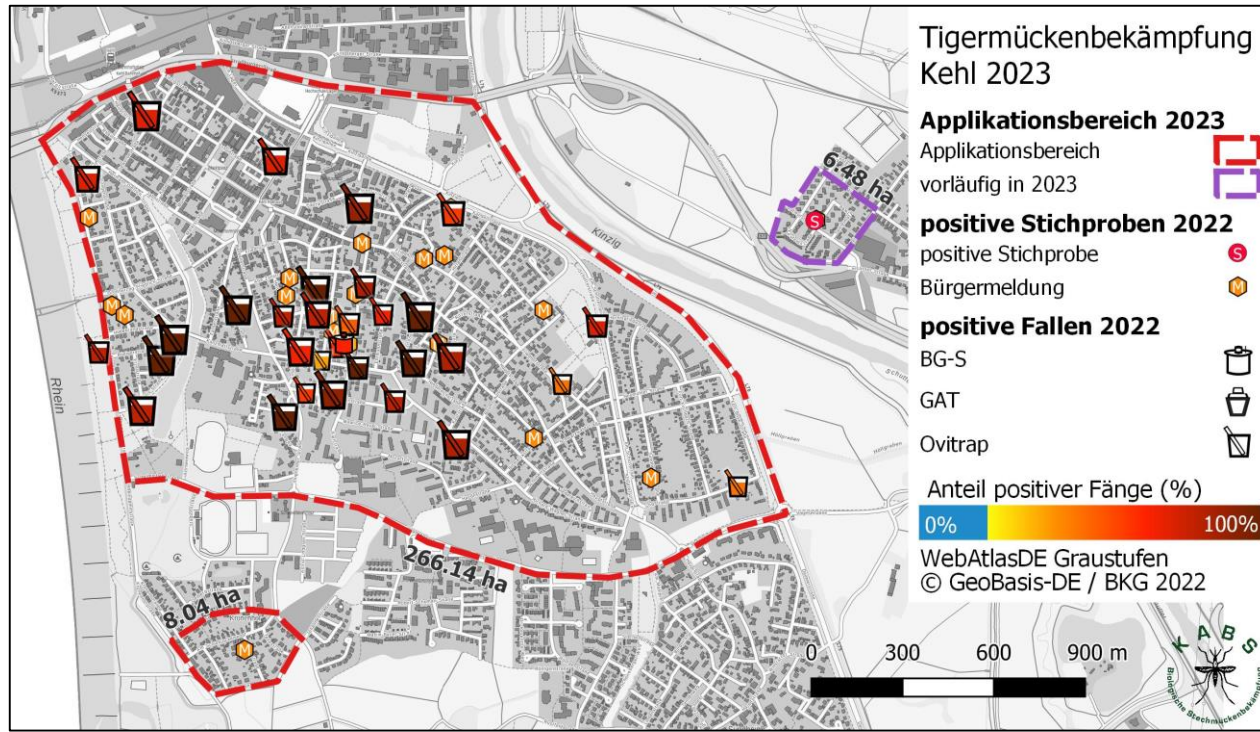 Tigermückenbekämpfung
Kehl 2023
Applikationsbereich 2023
Applikationsbereich
vorläufig in 2023
positive Stichproben 2022
positive Stichprobe
S
Bürgermeldung
M
positive Fallen 2022
BG-S
GAT
Ovitrap
Anteil positiver Fänge (%)
0%
100%
WebAtlasDE Graustufen
© GeoBasis-DE / BKG 2022
6.48 ha
S
Kinzig
Rhein
266.14 ha
8.04 ha
M
0 300 600 900 m
KABS
Biologische Stechmückenbekämpfung